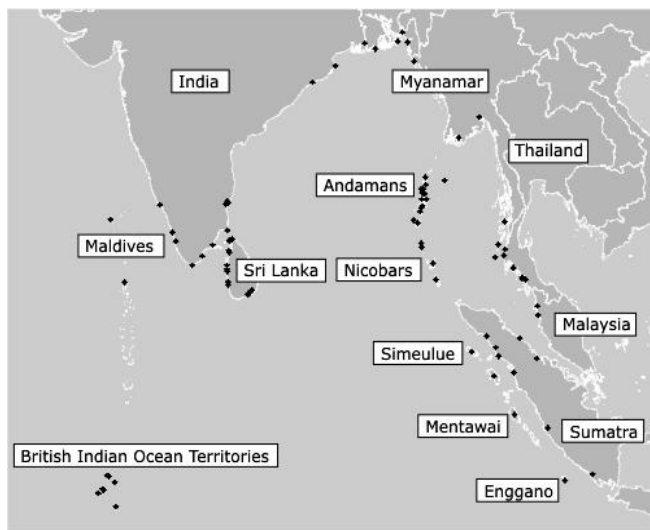 India
Myanamar
Thailand
Andamans
Maldives
Sri Lanka
Nicobars
Malaysia
Simeulue
Mentawai
Sumatra
British Indian Ocean Territories
Enggano